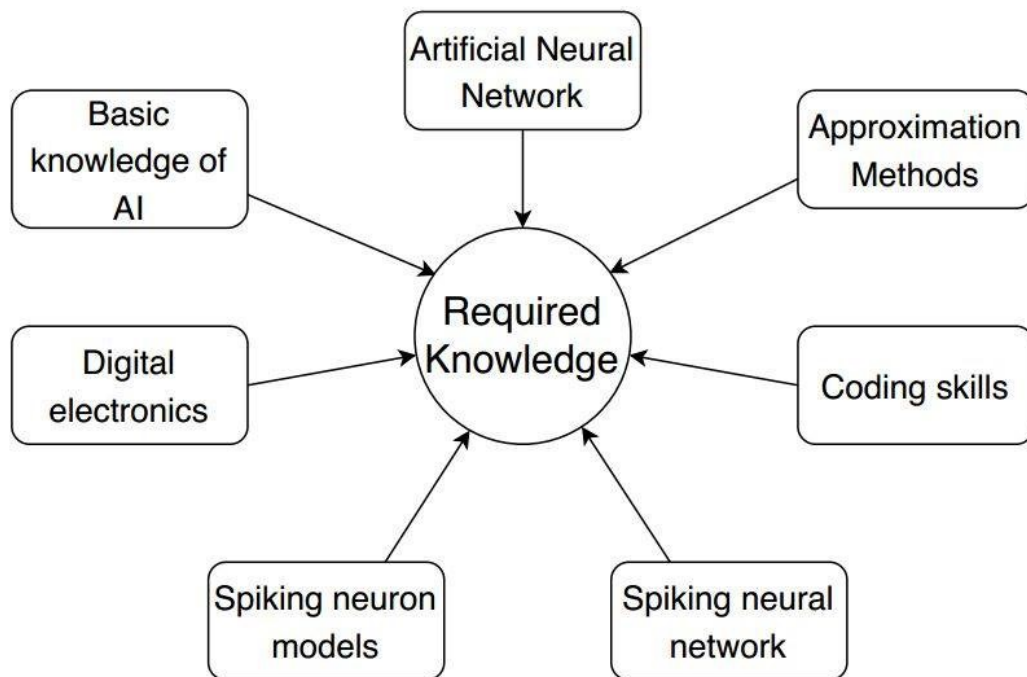 Artificial Neural
Network
Basic
knowledge of
AI
Approximation
Methods
Required
Knowledge
Digital
electronics
Coding skills
Spiking neuron
models
Spiking neural
network